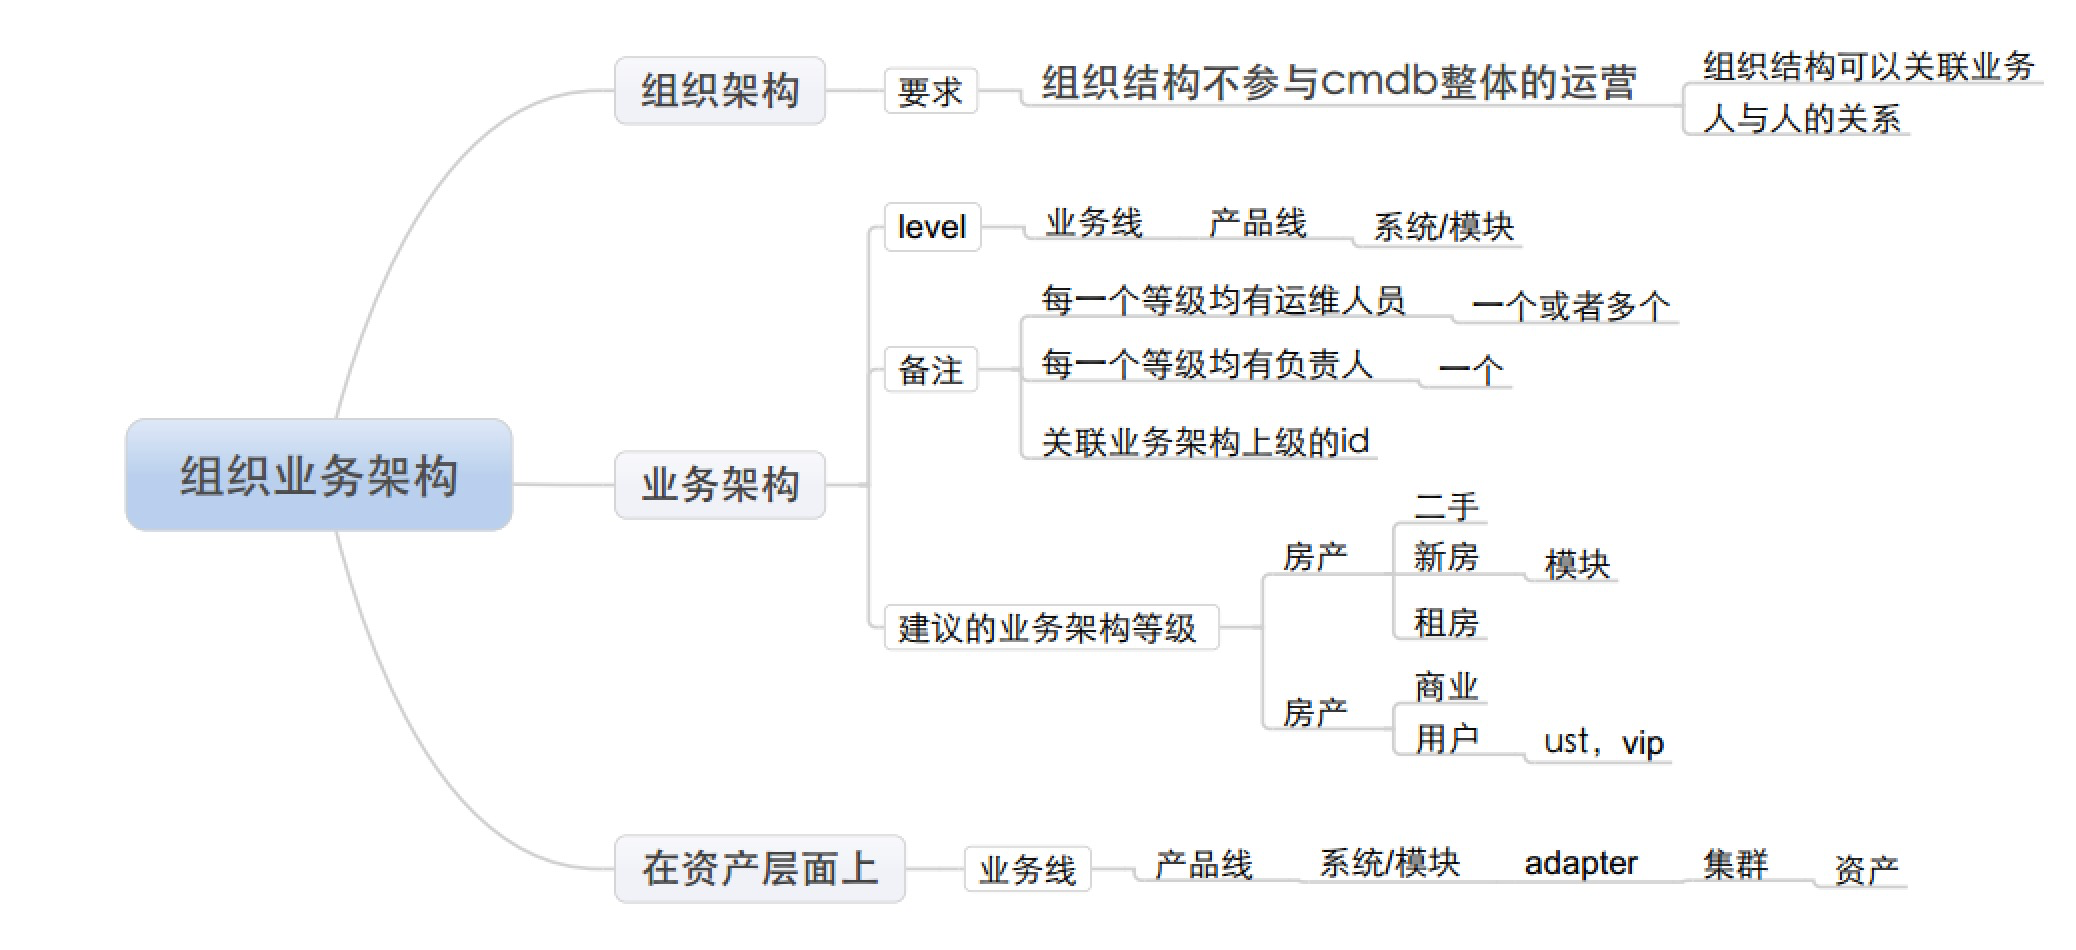 组织业务架构
组织架构
要求
组织结构不参与cmdb整体的运营
组织结构可以关联业务
人与人的关系
业务架构
level
业务线
产品线
系统/模块
备注
每一个等级均有运维人员
一个或者多个
每一个等级均有负责人
一个
关联业务架构上级的id
建议的业务架构等级
房产
二手
新房
模块
租房
房产
商业
用户
ust，vip
在资产层面上
业务线
产品线
系统/模块
adapter
集群
资产